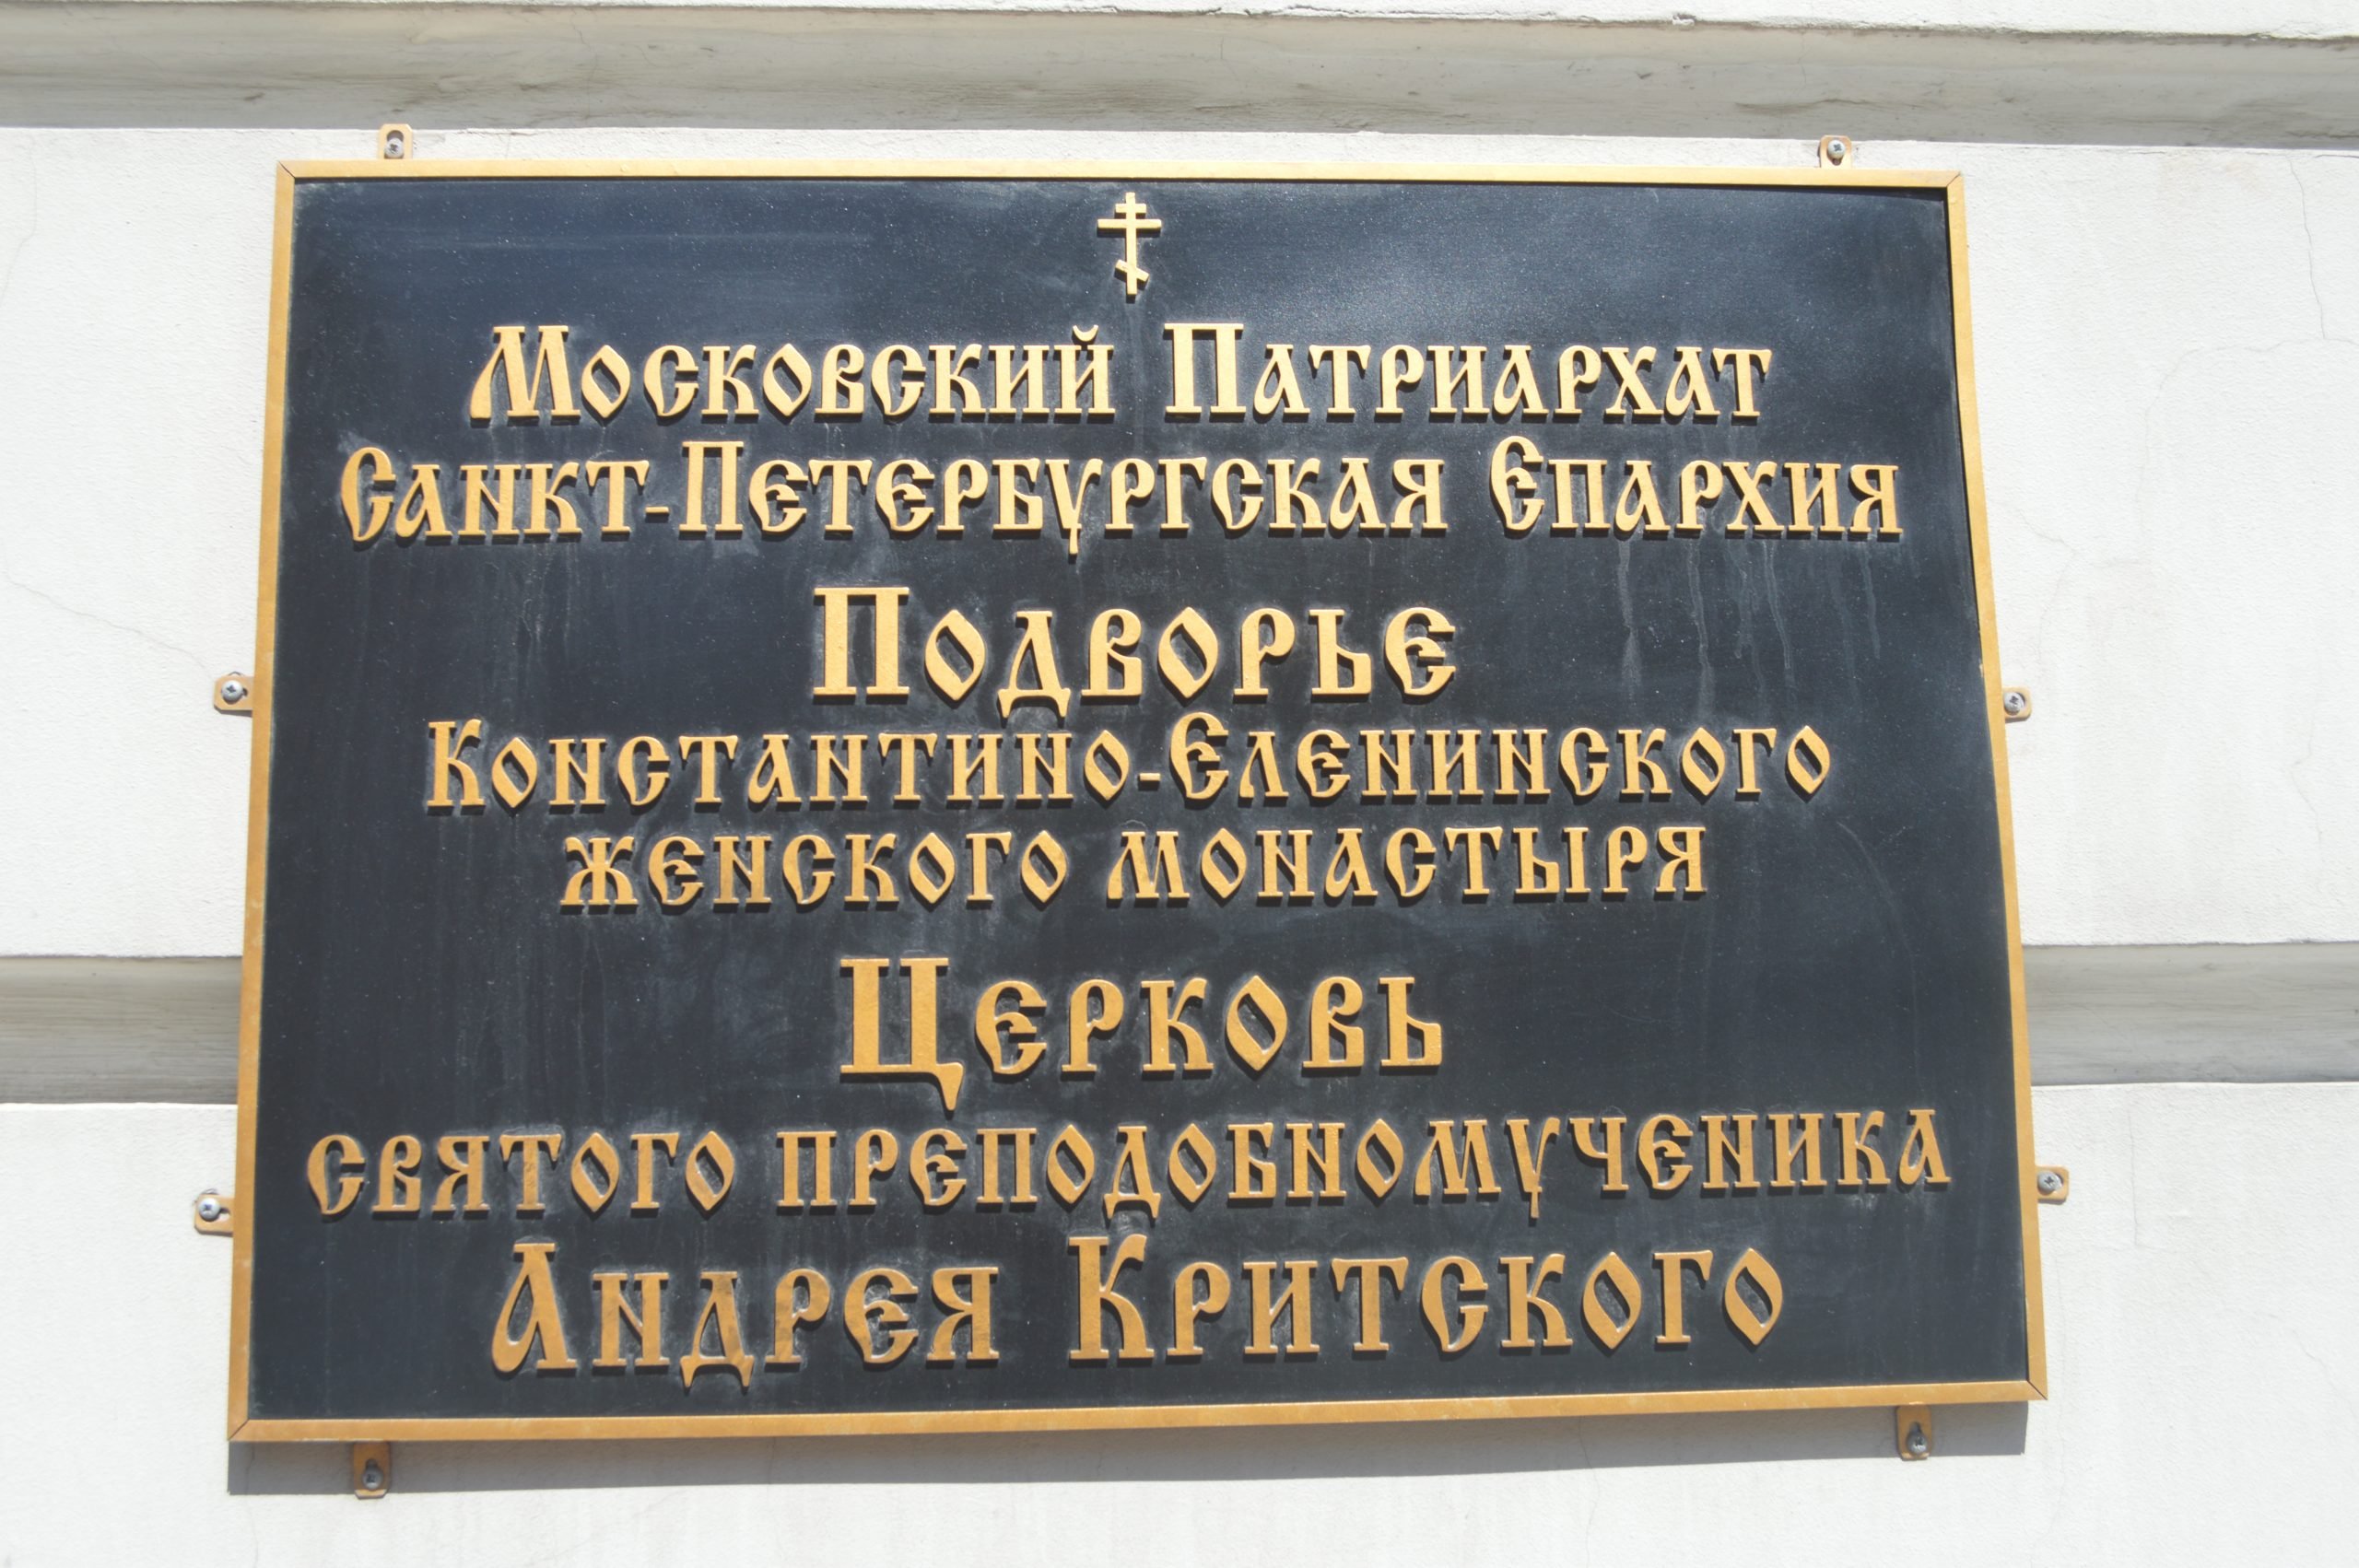 Московский Патриархат
Санкт-Петербургская Епархия
Подворье
Константино-Еленинского
женского монастыря
Церковь
святого преподобномученика
Андрея Критского